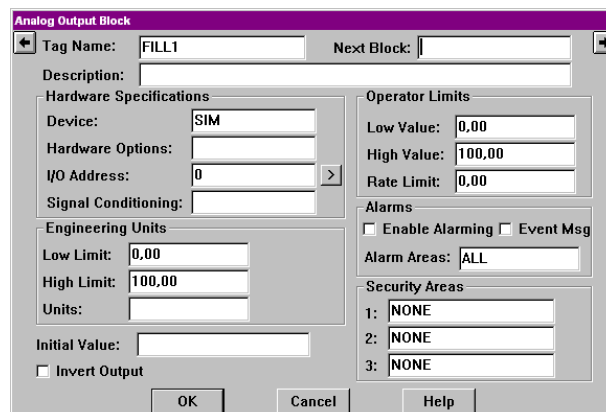 Analog Output Block
Tag Name: FILL1 Next Block:
Description:
Hardware Specifications
Device: SIM
Hardware Options:
I/O Address: 0 >
Signal Conditioning:
Engineering Units
Low Limit: 0,00
High Limit: 100,00
Units:
Initial Value:
Invert Output
Operator Limits
Low Value: 0,00
High Value: 100,00
Rate Limit: 0,00
Alarms
Enable Alarming Event Msg
Alarm Areas: ALL
Security Areas
1: NONE
2: NONE
3: NONE
OK Cancel Help